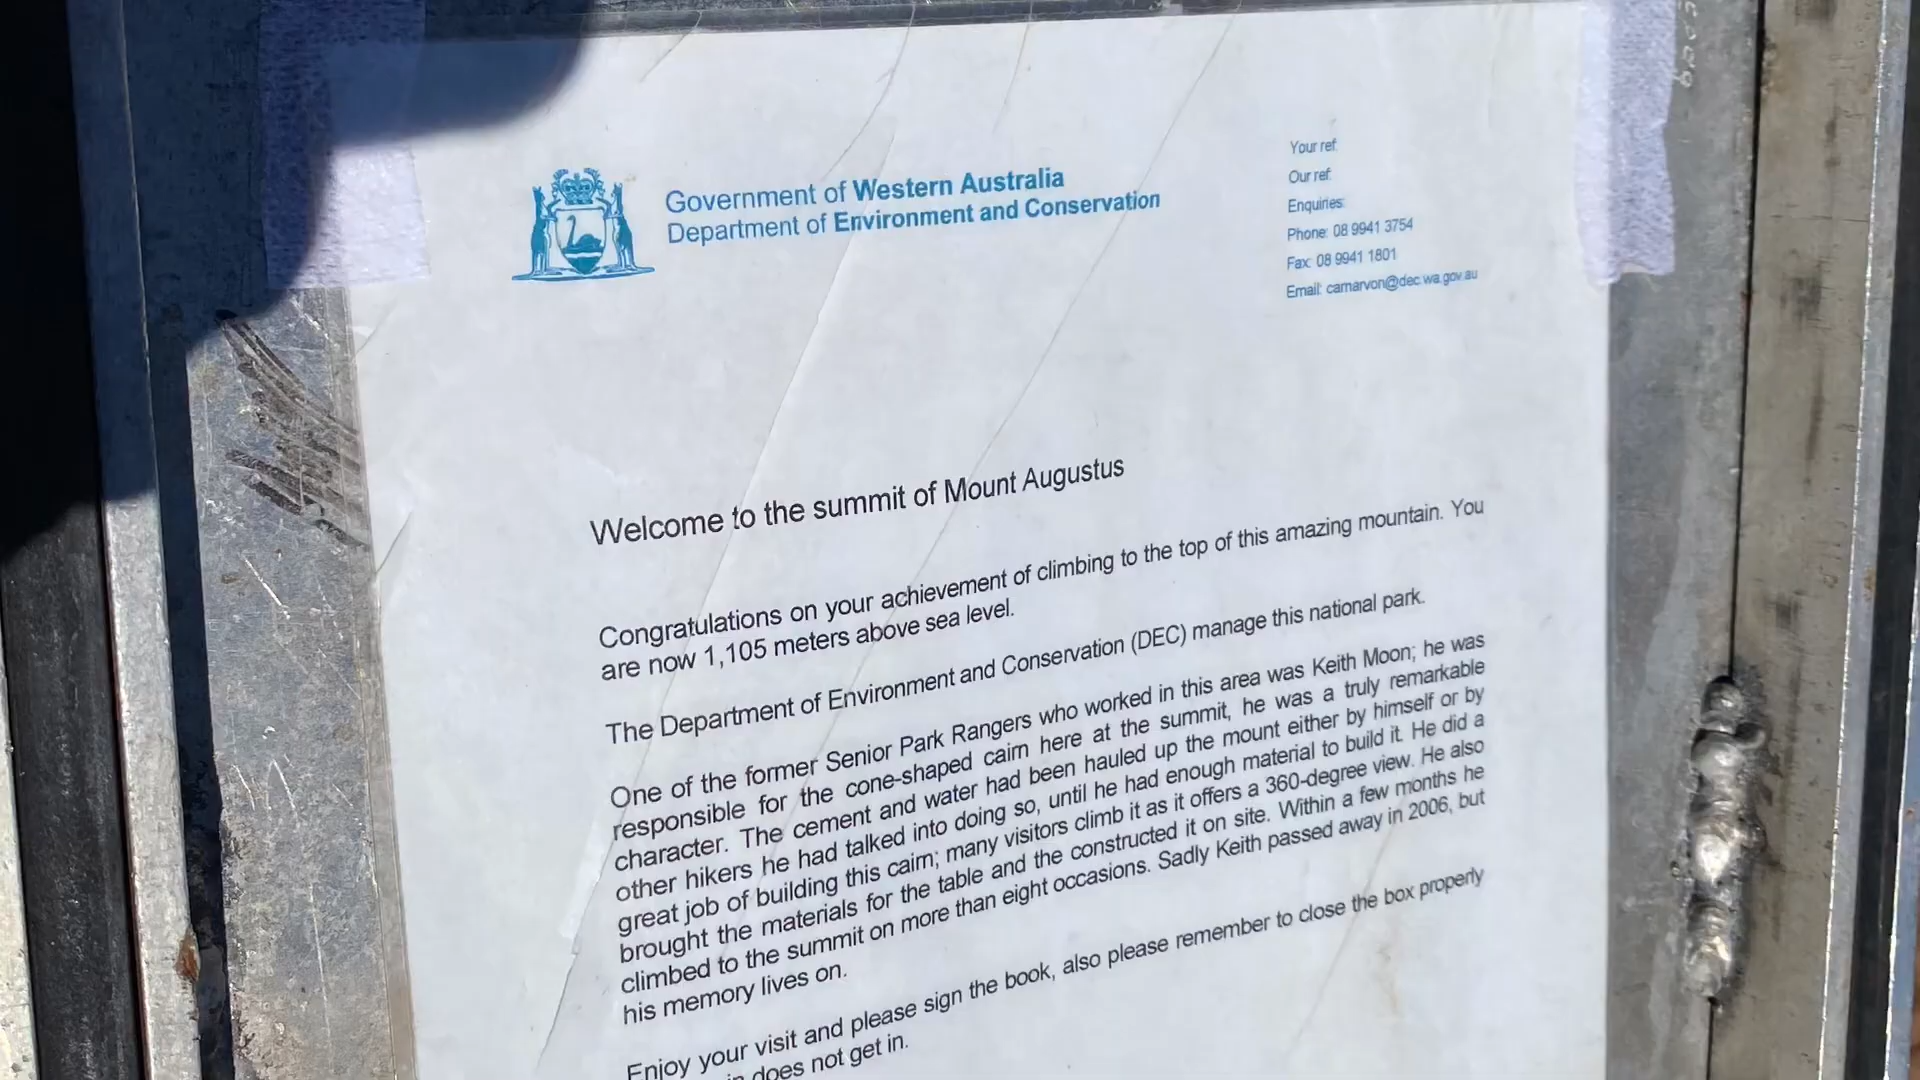 Government of Western Australia
Department of Environment and Conservation
Your ref:
Our ref:
Enquiries:
Phone: 08 9941 3754
Fax: 08 9941 1801
Email: carnarvon@dec.wa.gov.au
Welcome to the summit of Mount Augustus
Congratulations on your achievement of climbing to the top of this amazing mountain. You
are now 1,105 meters above sea level.
The Department of Environment and Conservation (DEC) manage this national park.
One of the former Senior Park Rangers who worked in this area was Keith Moon; he was
responsible for the cone-shaped cairn here at the summit, he was a truly remarkable
character. The cement and water had been hauled up the mount either by himself or by
other hikers he had talked into doing so, until he had enough material to build it. He did a
great job of building this cairn; many visitors climb it as it offers a 360-degree view. He also
brought the materials for the table and the constructed it on site. Within a few months he
climbed to the summit on more than eight occasions. Sadly Keith passed away in 2006, but
his memory lives on.
Enjoy your visit and please sign the book, also please remember to close the box properly
does not get in.